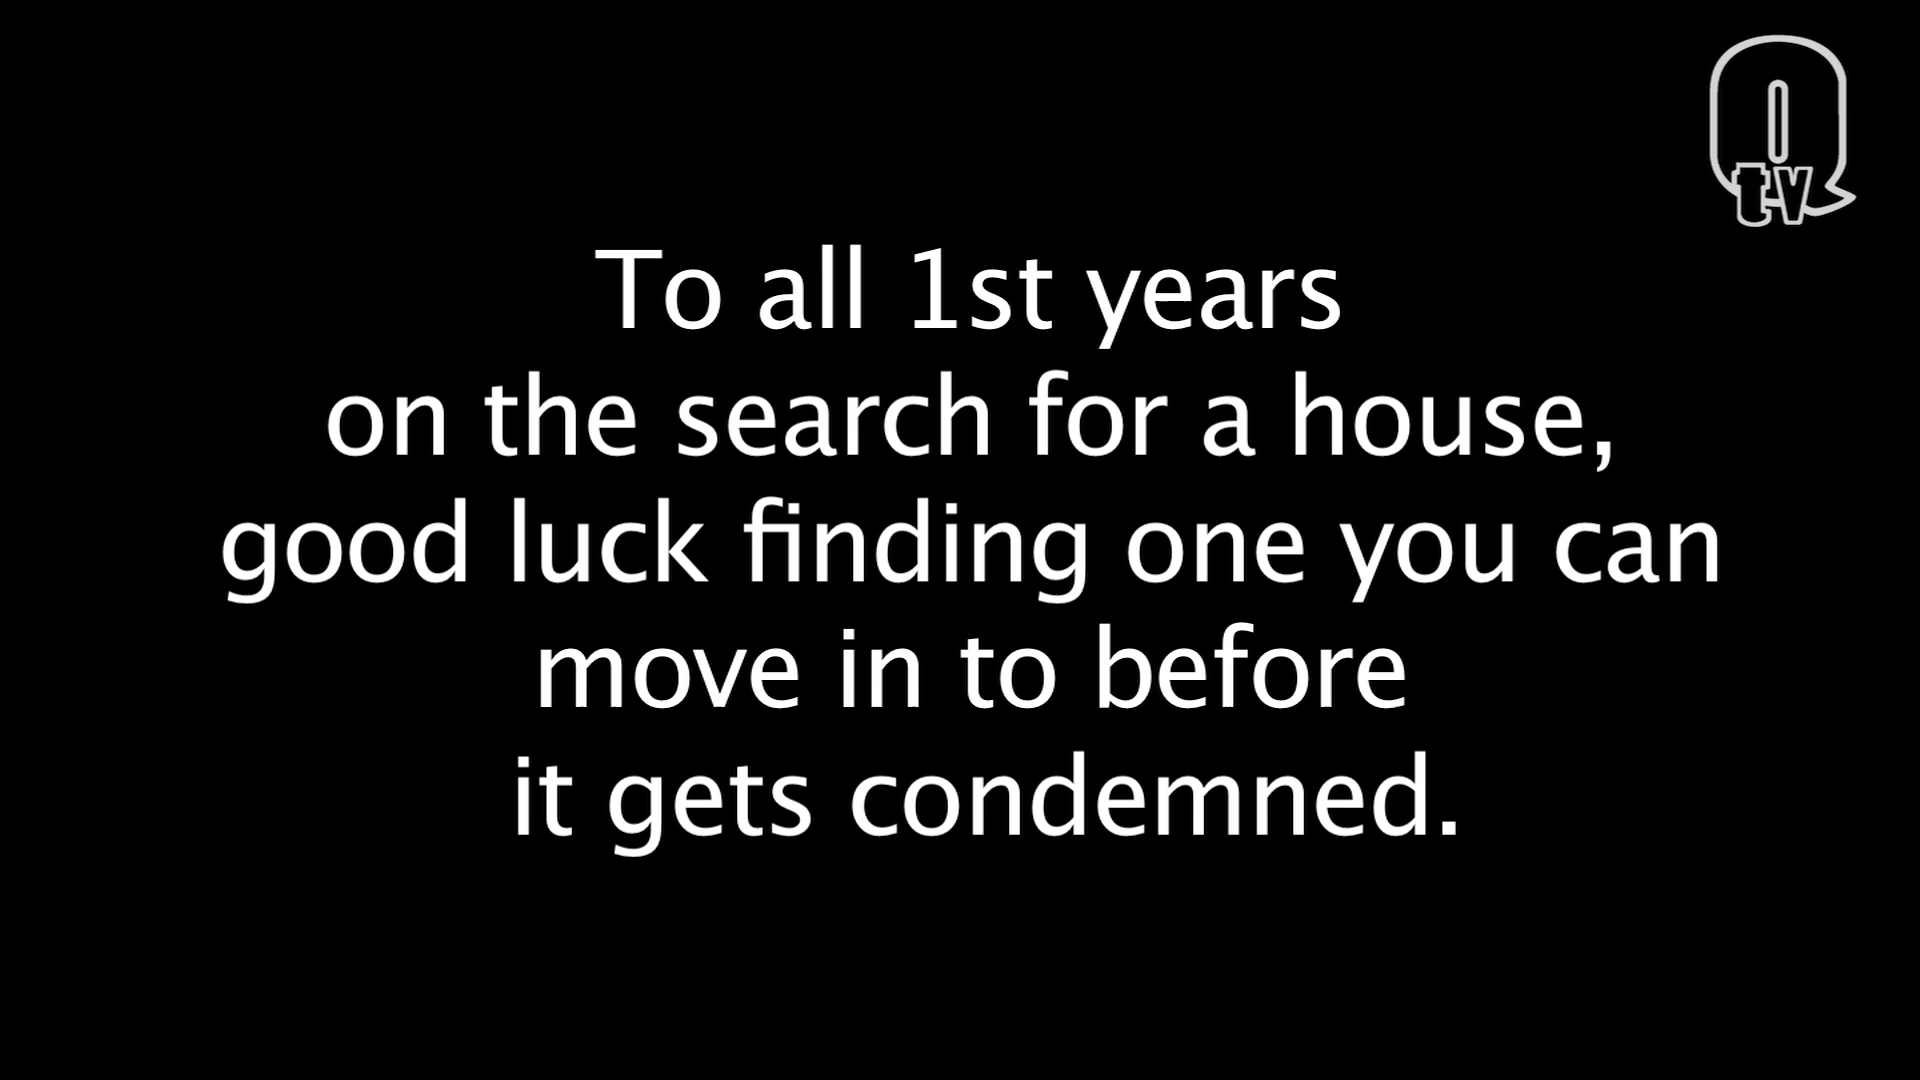 Q tv
To all 1st years
on the search for a house,
good luck finding one you can
move in to before
it gets condemned.